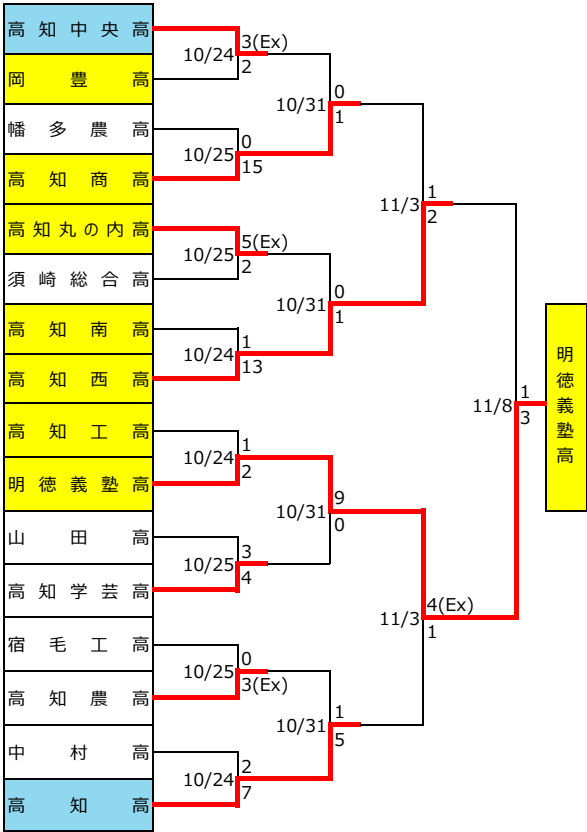 高知中央高
岡豊高
幡多農高
高知商高
高知丸の内高
須崎総合高
高知南高
高知西高
高知工高
明徳義塾高
山田高
高知学芸高
宿毛工高
高知農高
中村高
高知高
10/24
3(Ex)
2
10/25
0
15
10/25
5(Ex)
2
10/24
1
13
10/24
1
2
10/25
3
4
10/25
0
3(Ex)
10/24
2
7
10/31
0
1
10/31
0
1
10/31
9
0
10/31
1
5
11/3
1
2
11/3
4(Ex)
1
11/8
1
3
明徳義塾高